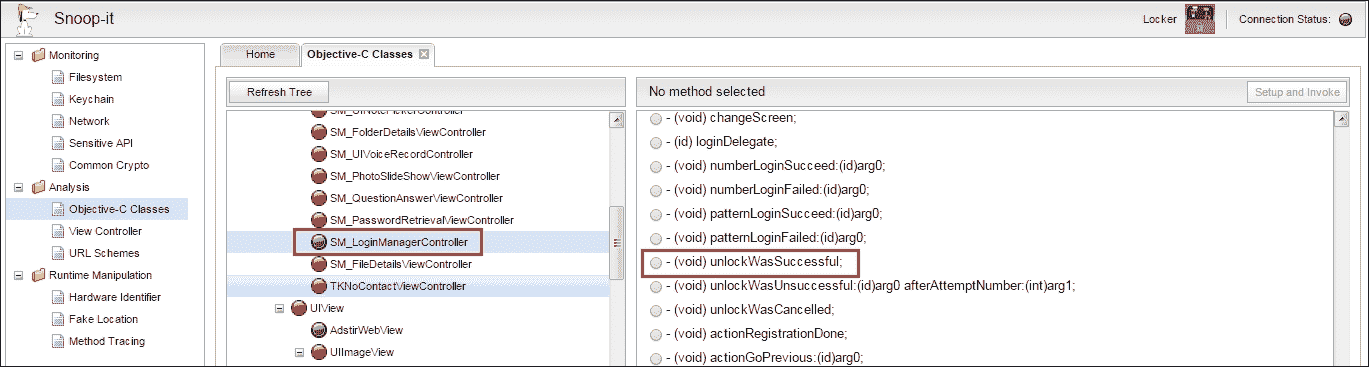 Snoop-it
Locker
Connection Status:
Monitoring
Filesystem
Keychain
Network
Sensitive API
Common Crypto
Analysis
Objective-C Classes
View Controller
URL Schemes
Runtime Manipulation
Hardware Identifier
Fake Location
Method Tracing
Home
Objective-C Classes
Refresh Tree
SM_UINotePickerController
SM_FolderDetailsViewController
SM_UIVoiceRecordController
SM_PhotoSlideShowController
SM_QuestionAnswerViewController
SM_PasswordRetrievalViewController
SM_LoginManagerController
SM_FileDetailsViewController
TKNoContactViewController
UIView
AdstirWebView
UIImageView
No method selected
Setup and Invoke
- (void) changeScreen;
- (id) loginDelegate;
- (void) numberLoginSucceed:(id)arg0;
- (void) numberLoginFailed:(id)arg0;
- (void) patternLoginSucceed:(id)arg0;
- (void) patternLoginFailed:(id)arg0;
- (void) unlockWasSuccessful;
- (void) unlockWasUnsuccessful:(id)arg0 afterAttemptNumber:(int)arg1;
- (void) unlockWasCancelled;
- (void) actionRegistrationDone;
- (void) actionGoPrevious:(id)arg0;